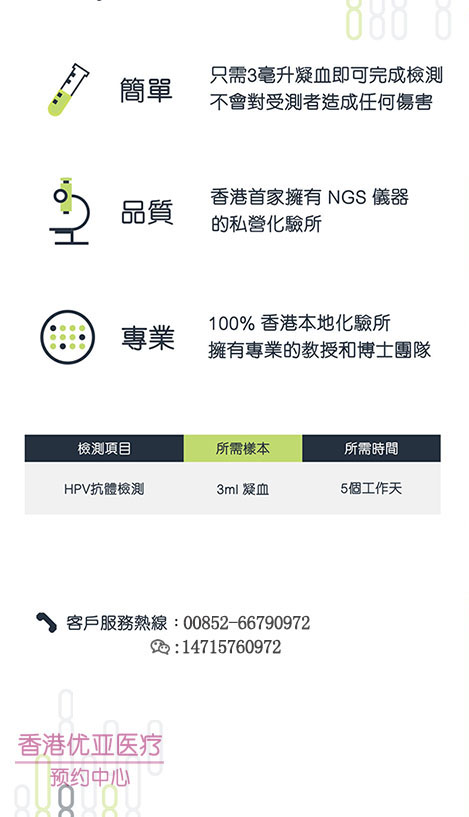 簡單
只需3毫升凝血即可完成檢測
不會對受測者造成任何傷害
品質
香港首家擁有 NGS 儀器
的私營化驗所
專業
100% 香港本地化驗所
擁有專業的教授和博士團隊
檢測項目 所需樣本 所需時間
HPV抗體檢測 3ml 凝血 5個工作天
客戶服務熱線：00852-66790972
:14715760972
香港优亚医疗
预约中心